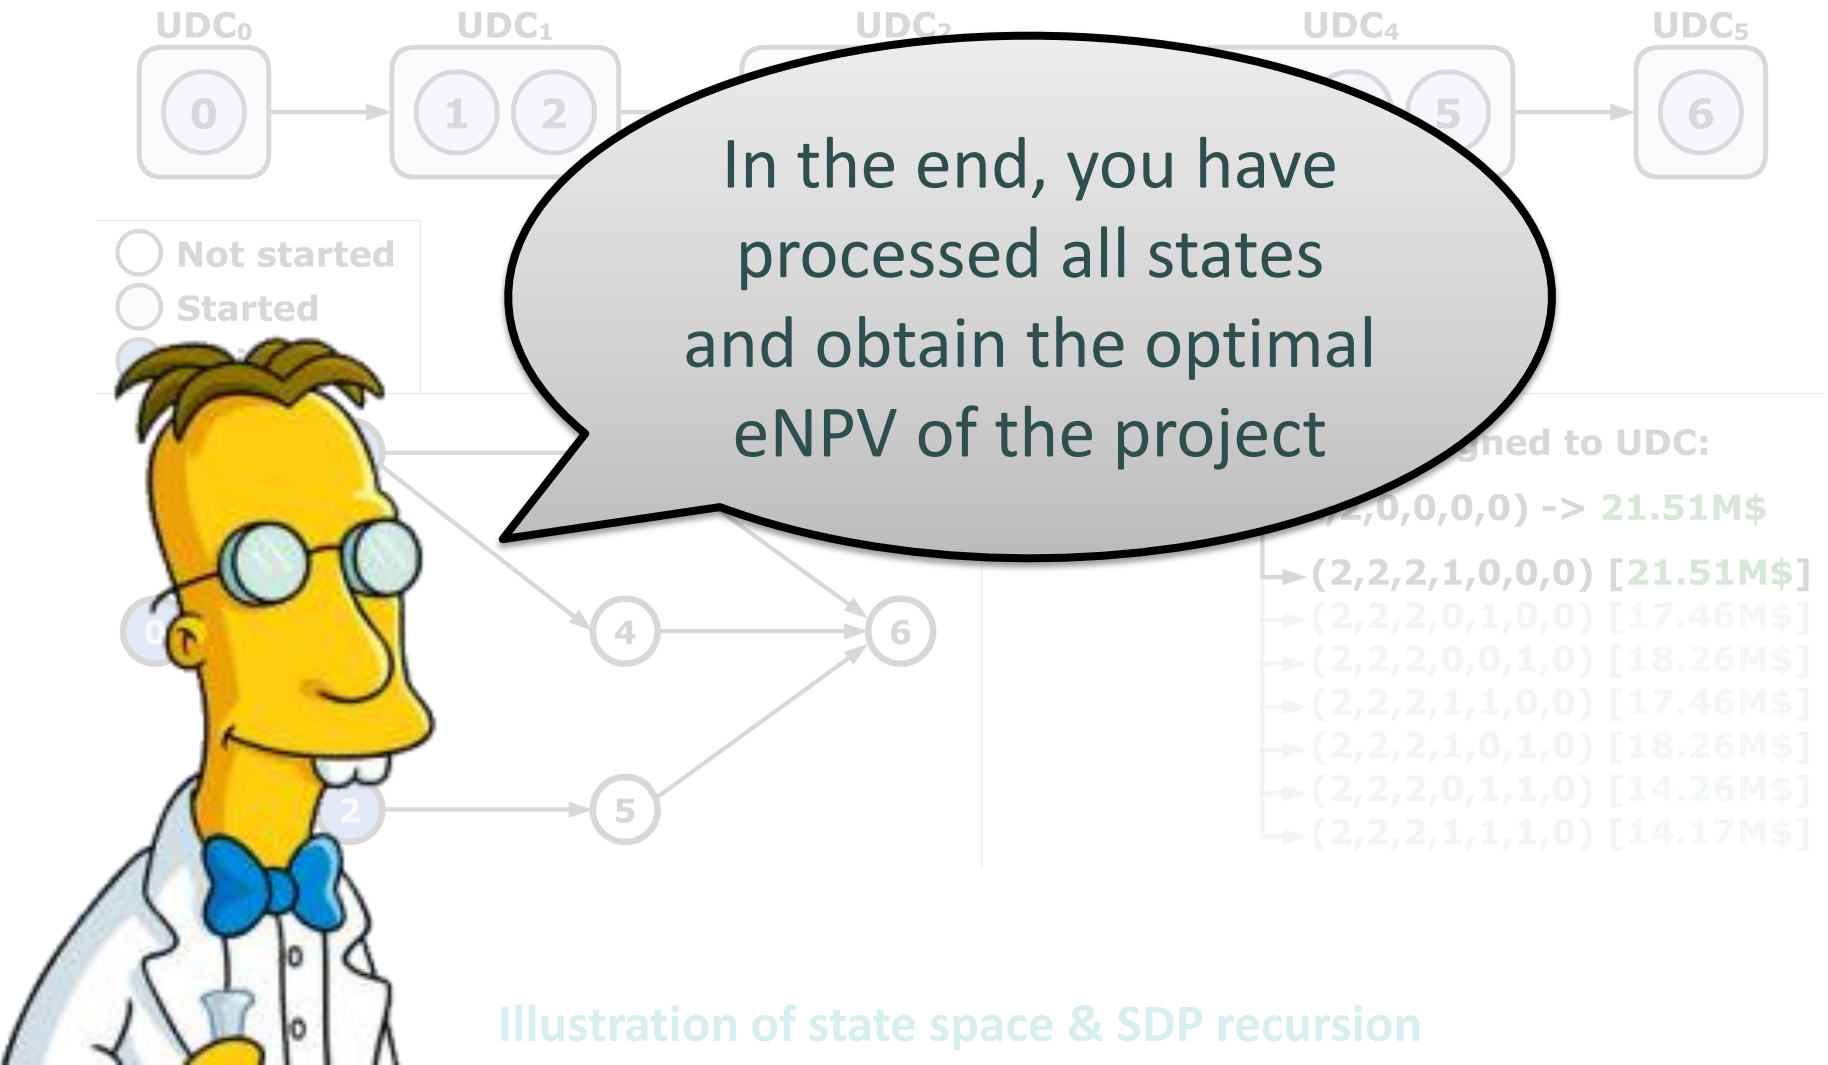 UDC₀ UDC₁ UDC₂ UDC₄ UDC₅
0 1 2 5 6
In the end, you have
processed all states
and obtain the optimal
eNPV of the project
Not started
Started
to UDC:
2,0,0,0,0) -> 21.51M$
(2,2,2,1,0,0,0) [21.51M$]
(2,2,2,0,1,0,0) [17.46M$]
(2,2,2,0,0,1,0) [18.26M$]
(2,2,2,1,1,0,0) [17.46M$]
(2,2,2,1,0,1,0) [18.26M$]
(2,2,2,0,1,1,0) [14.26M$]
(2,2,2,1,1,1,0) [14.17M$]
0 4 6
2 5
Illustration of state space & SDP recursion